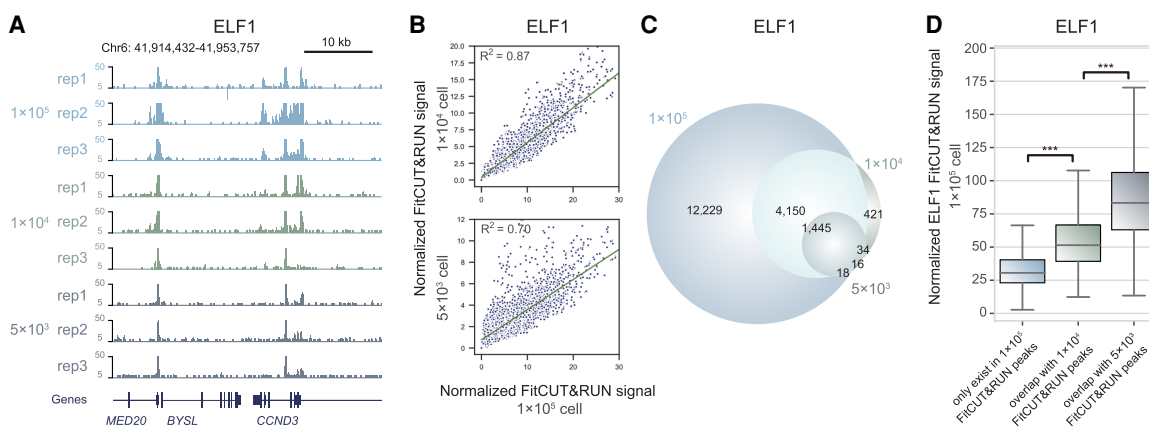 A
ELF1
Chr6: 41,914,432-41,953,757
10 kb
rep1
50
5
1×10⁵ rep2
50
5
rep3
50
5
rep1
50
5
1×10⁴ rep2
50
5
rep3
50
5
rep1
50
5
5×10³ rep2
50
5
rep3
50
5
Genes
MED20
BYSL
CCND3
B
ELF1
Normalized FitCUT&RUN signal
1×10⁴ cell
R² = 0.87
20.0
17.5
15.0
12.5
10.0
7.5
5.0
2.5
0.0
0
10
20
30
5×10³ cell
R² = 0.70
12
10
8
6
4
2
0
0
10
20
30
Normalized FitCUT&RUN signal
1×10⁵ cell
C
ELF1
1×10⁵
1×10⁴
12,229
4,150
421
1,445
34
16
18
5×10³
D
ELF1
Normalized ELF1 FitCUT&RUN signal
1×10⁵ cell
200
175
150
125
100
75
50
25
0
***
***
only exist in 1×10⁵
FitCUT&RUN peaks
overlap with 1×10⁴
FitCUT&RUN peaks
overlap with 5×10³
FitCUT&RUN peaks